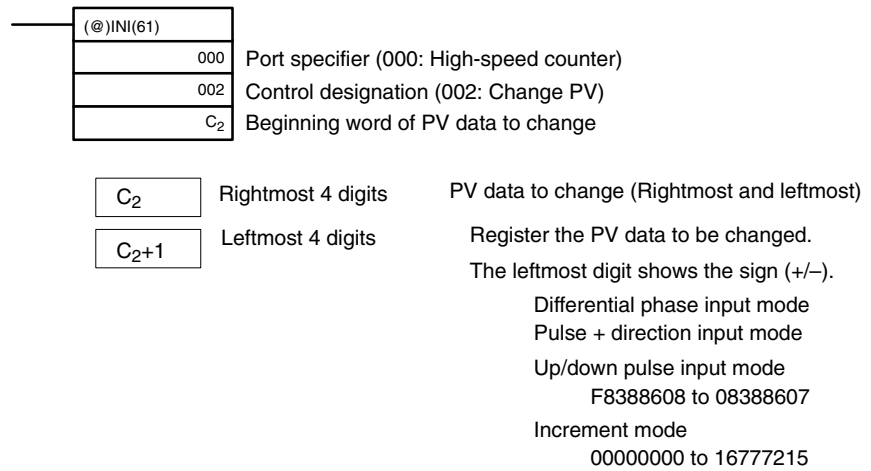 (@)INI(61)
000 Port specifier (000: High-speed counter)
002 Control designation (002: Change PV)
C2 Beginning word of PV data to change
C2 Rightmost 4 digits PV data to change (Rightmost and leftmost)
C2+1 Leftmost 4 digits Register the PV data to be changed.
The leftmost digit shows the sign (+/–).
Differential phase input mode
Pulse + direction input mode
Up/down pulse input mode
F8388608 to 08388607
Increment mode
00000000 to 16777215